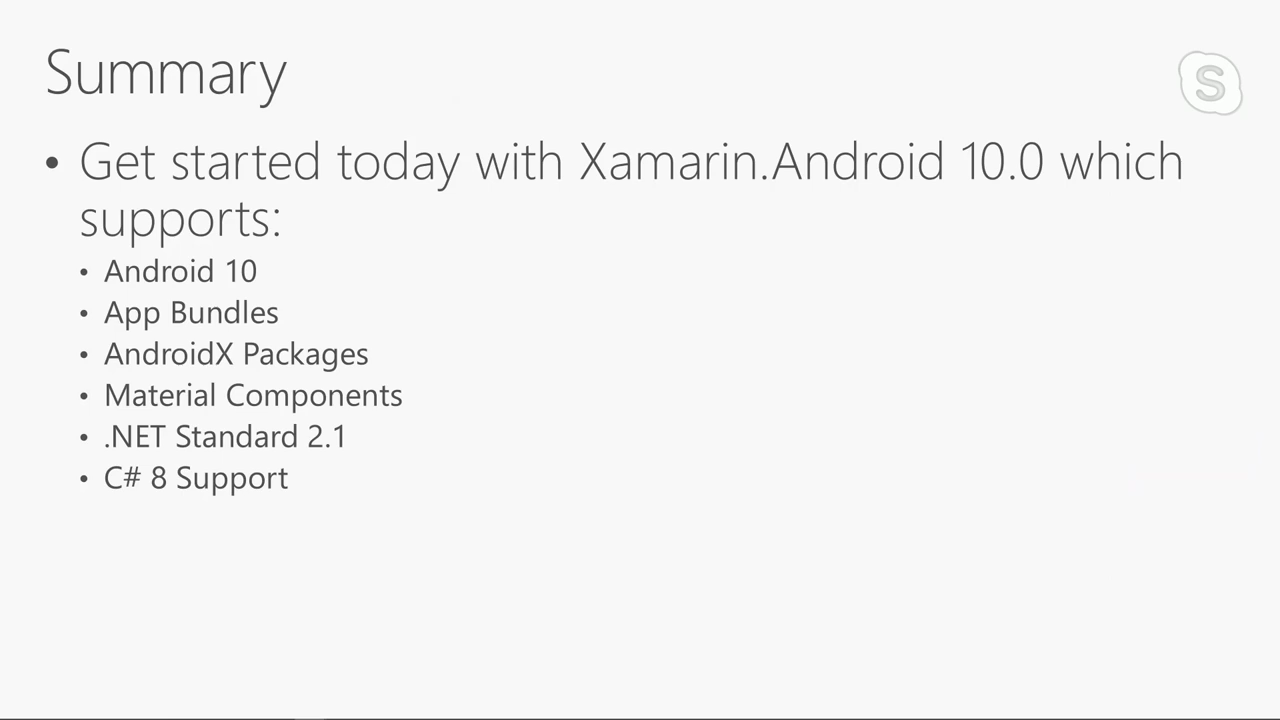 Summary
S
• Get started today with Xamarin.Android 10.0 which
supports:
• Android 10
• App Bundles
• AndroidX Packages
• Material Components
• .NET Standard 2.1
• C# 8 Support